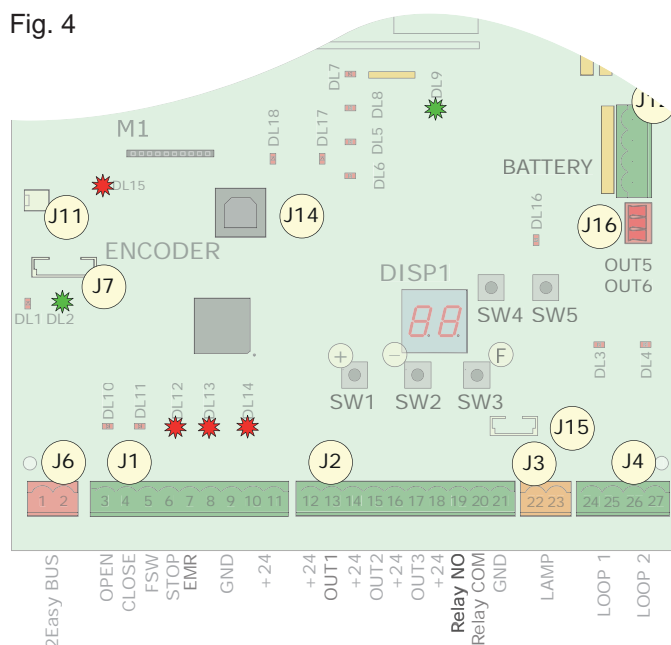 Fig. 4
DL7
DL8
DL9
DL5
DL6
DL18
DL17
M1
DL15
J11
J14
BATTERY
J16
DL16
ENCODER
J7
DL1 DL2
DISP1
8.8
OUT5
OUT6
SW4 SW5
+ − F
SW1 SW2 SW3
DL3 DL4
DL10 DL11 DL12 DL13 DL14
J15
J6 J1 J2 J3 J4
1 2 3 4 5 6 7 8 9 10 11 12 13 14 15 16 17 18 19 20 21 22 23 24 25 26 27
2Easy BUS
OPEN
CLOSE
FSW
STOP
EMR
GND
+24
+24
OUT1
+24
OUT2
+24
OUT3
+24
Relay NO
Relay COM
GND
LAMP
LOOP 1
LOOP 2